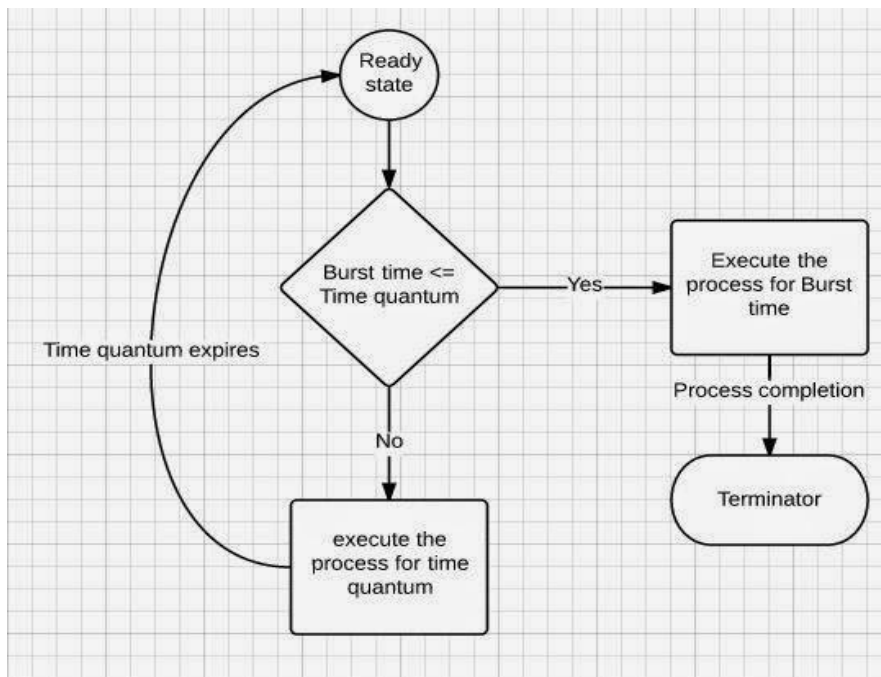 Ready
state
Burst time <=
Time quantum
Yes
Execute the
process for Burst
time
Time quantum expires
Process completion
No
Terminator
execute the
process for time
quantum